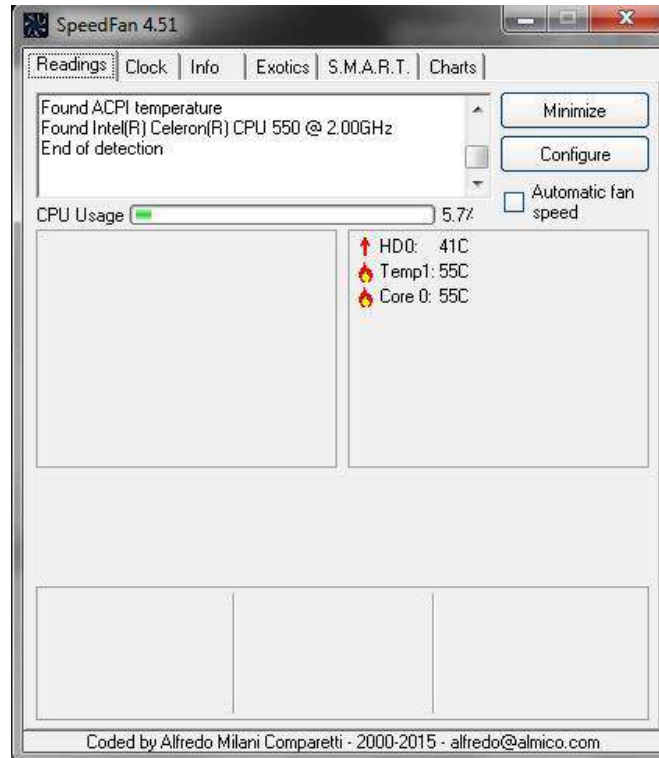 SpeedFan 4.51
Readings Clock Info Exotics S.M.A.R.T. Charts
Found ACPI temperature
Found Intel(R) Celeron(R) CPU 550 @ 2.00GHz
End of detection
Minimize
Configure
Automatic fan
speed
CPU Usage 5.7%
HD0: 41C
Temp1: 55C
Core 0: 55C
Coded by Alfredo Milani Comparetti - 2000-2015 - alfredo@almico.com